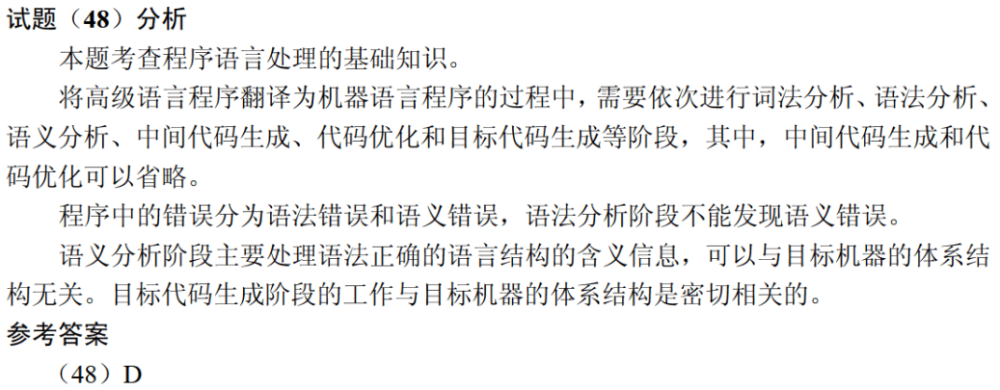 试题（48）分析
本题考查程序语言处理的基础知识。
将高级语言程序翻译为机器语言程序的过程中，需要依次进行词法分析、语法分析、
语义分析、中间代码生成、代码优化和目标代码生成等阶段，其中，中间代码生成和代
码优化可以省略。
程序中的错误分为语法错误和语义错误，语法分析阶段不能发现语义错误。
语义分析阶段主要处理语法正确的语言结构的含义信息，可以与目标机器的体系结
构无关。目标代码生成阶段的工作与目标机器的体系结构是密切相关的。
参考答案
（48）D